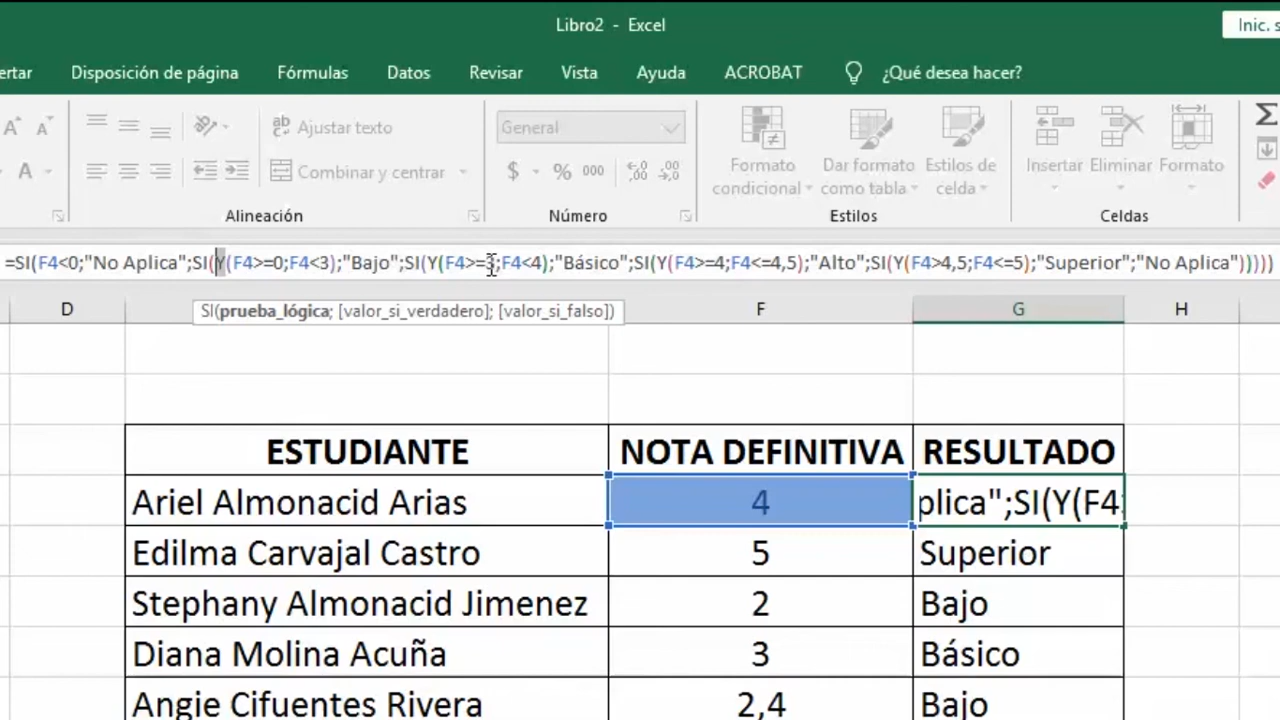 Libro2 - Excel
Inic. s
ertar Disposición de página Fórmulas Datos Revisar Vista Ayuda ACROBAT ¿Qué desea hacer?
A A ab Ajustar texto General
A Combinar y centrar $ % 000 ,00 ,00
Formato condicional Dar formato como tabla Estilos de celda Insertar Eliminar Formato
Alineación Número Estilos Celdas
=SI(F4<0;"No Aplica";SI(Y(F4>=0;F4<3);"Bajo";SI(Y(F4>=3;F4<4);"Básico";SI(Y(F4>=4;F4<=4,5);"Alto";SI(Y(F4>4,5;F4<=5);"Superior";"No Aplica")))))
SI(prueba_lógica; [valor_si_verdadero]; [valor_si_falso])
D F G H
ESTUDIANTE NOTA DEFINITIVA RESULTADO
Ariel Almonacid Arias 4 plica";SI(Y(F4
Edilma Carvajal Castro 5 Superior
Stephany Almonacid Jimenez 2 Bajo
Diana Molina Acuña 3 Básico
Angie Cifuentes Rivera 2,4 Bajo